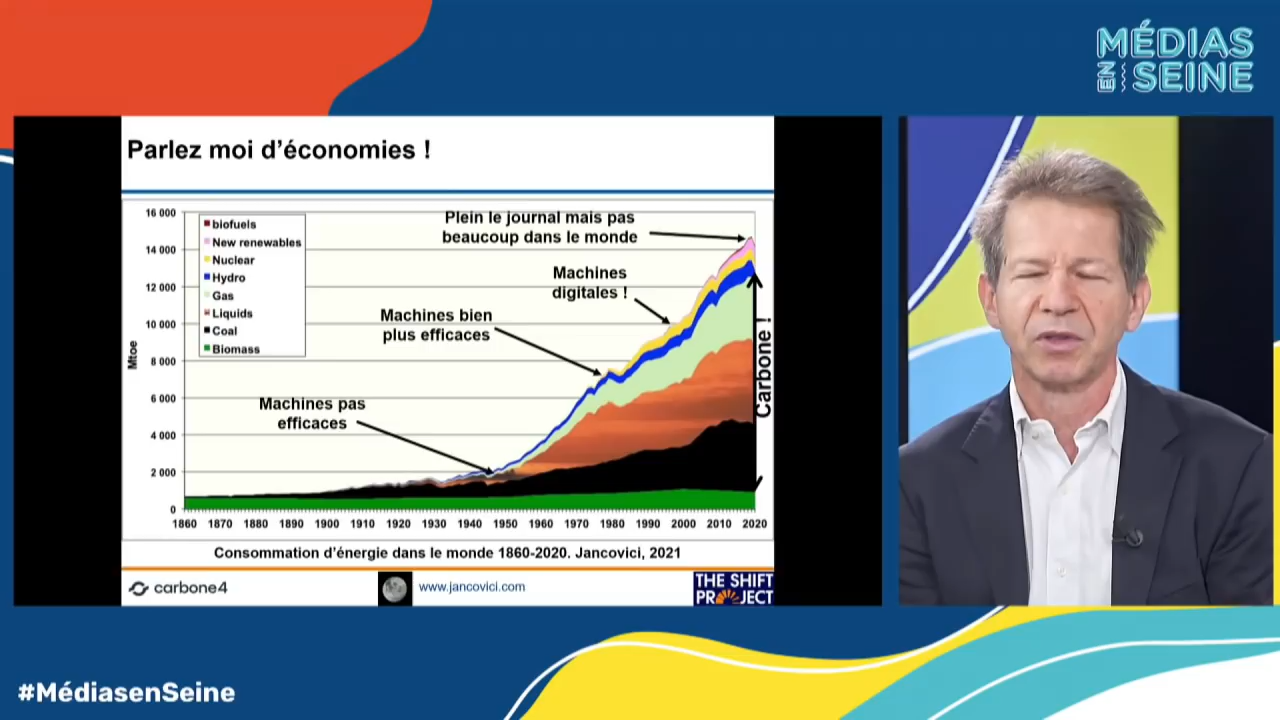 MÉDIAS
EN SEINE
Parlez moi d'économies !
16 000
14 000
12 000
10 000
8 000
6 000
4 000
2 000
0
Mtoe
biofuels
New renewables
Nuclear
Hydro
Gas
Liquids
Coal
Biomass
Plein le journal mais pas
beaucoup dans le monde
Machines
digitales !
Machines bien
plus efficaces
Machines pas
efficaces
Carbone !
1860 1870 1880 1890 1900 1910 1920 1930 1940 1950 1960 1970 1980 1990 2000 2010 2020
Consommation d'énergie dans le monde 1860-2020. Jancovici, 2021
carbone4
www.jancovici.com
THE SHIFT
PROJECT
#MédiasenSeine